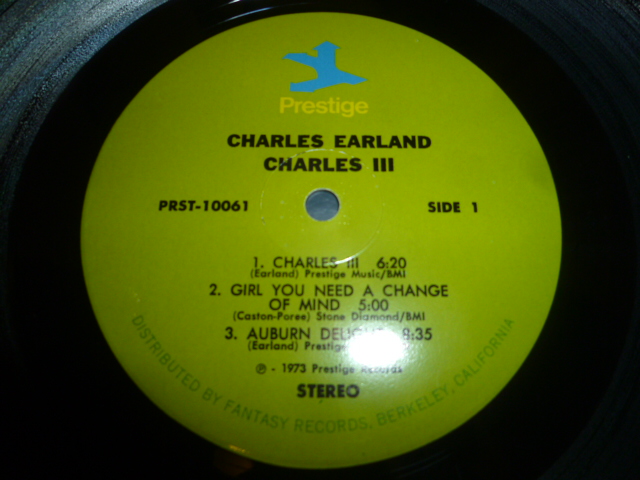 Prestige
CHARLES EARLAND
CHARLES III
PRST-10061 SIDE 1
1. CHARLES III 6:20
(Earland) Prestige Music/BMI
2. GIRL YOU NEED A CHANGE
OF MIND 5:00
(Caston-Poree) Stone Diamond/BMI
3. AUBURN DELIGHT 8:35
(Earland) Prestige
℗ - 1973 Prestige Records
STEREO
DISTRIBUTED BY FANTASY RECORDS, BERKELEY, CALIFORNIA